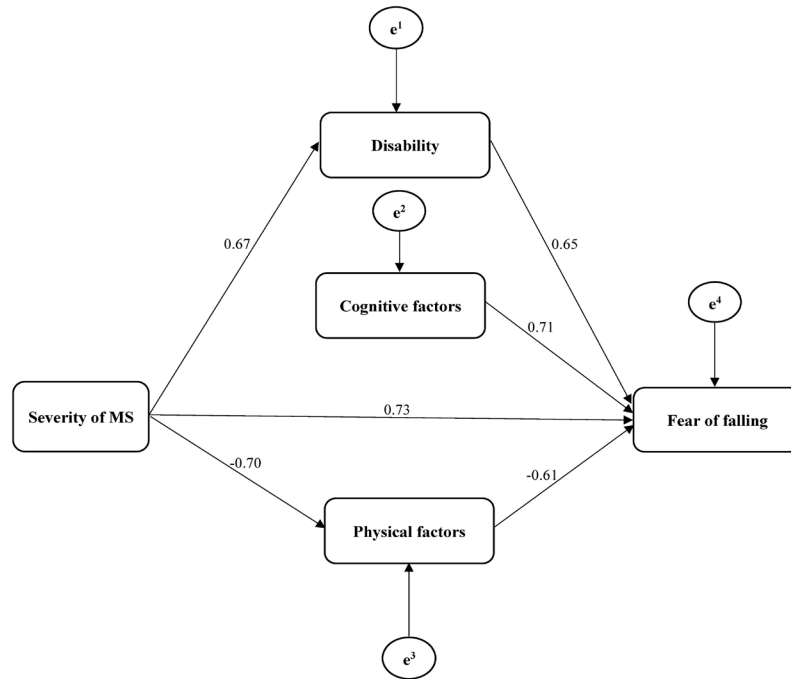 e¹
Disability
e²
0.67
0.65
Cognitive factors
e⁴
0.71
Severity of MS
0.73
Fear of falling
-0.70
-0.61
Physical factors
e³